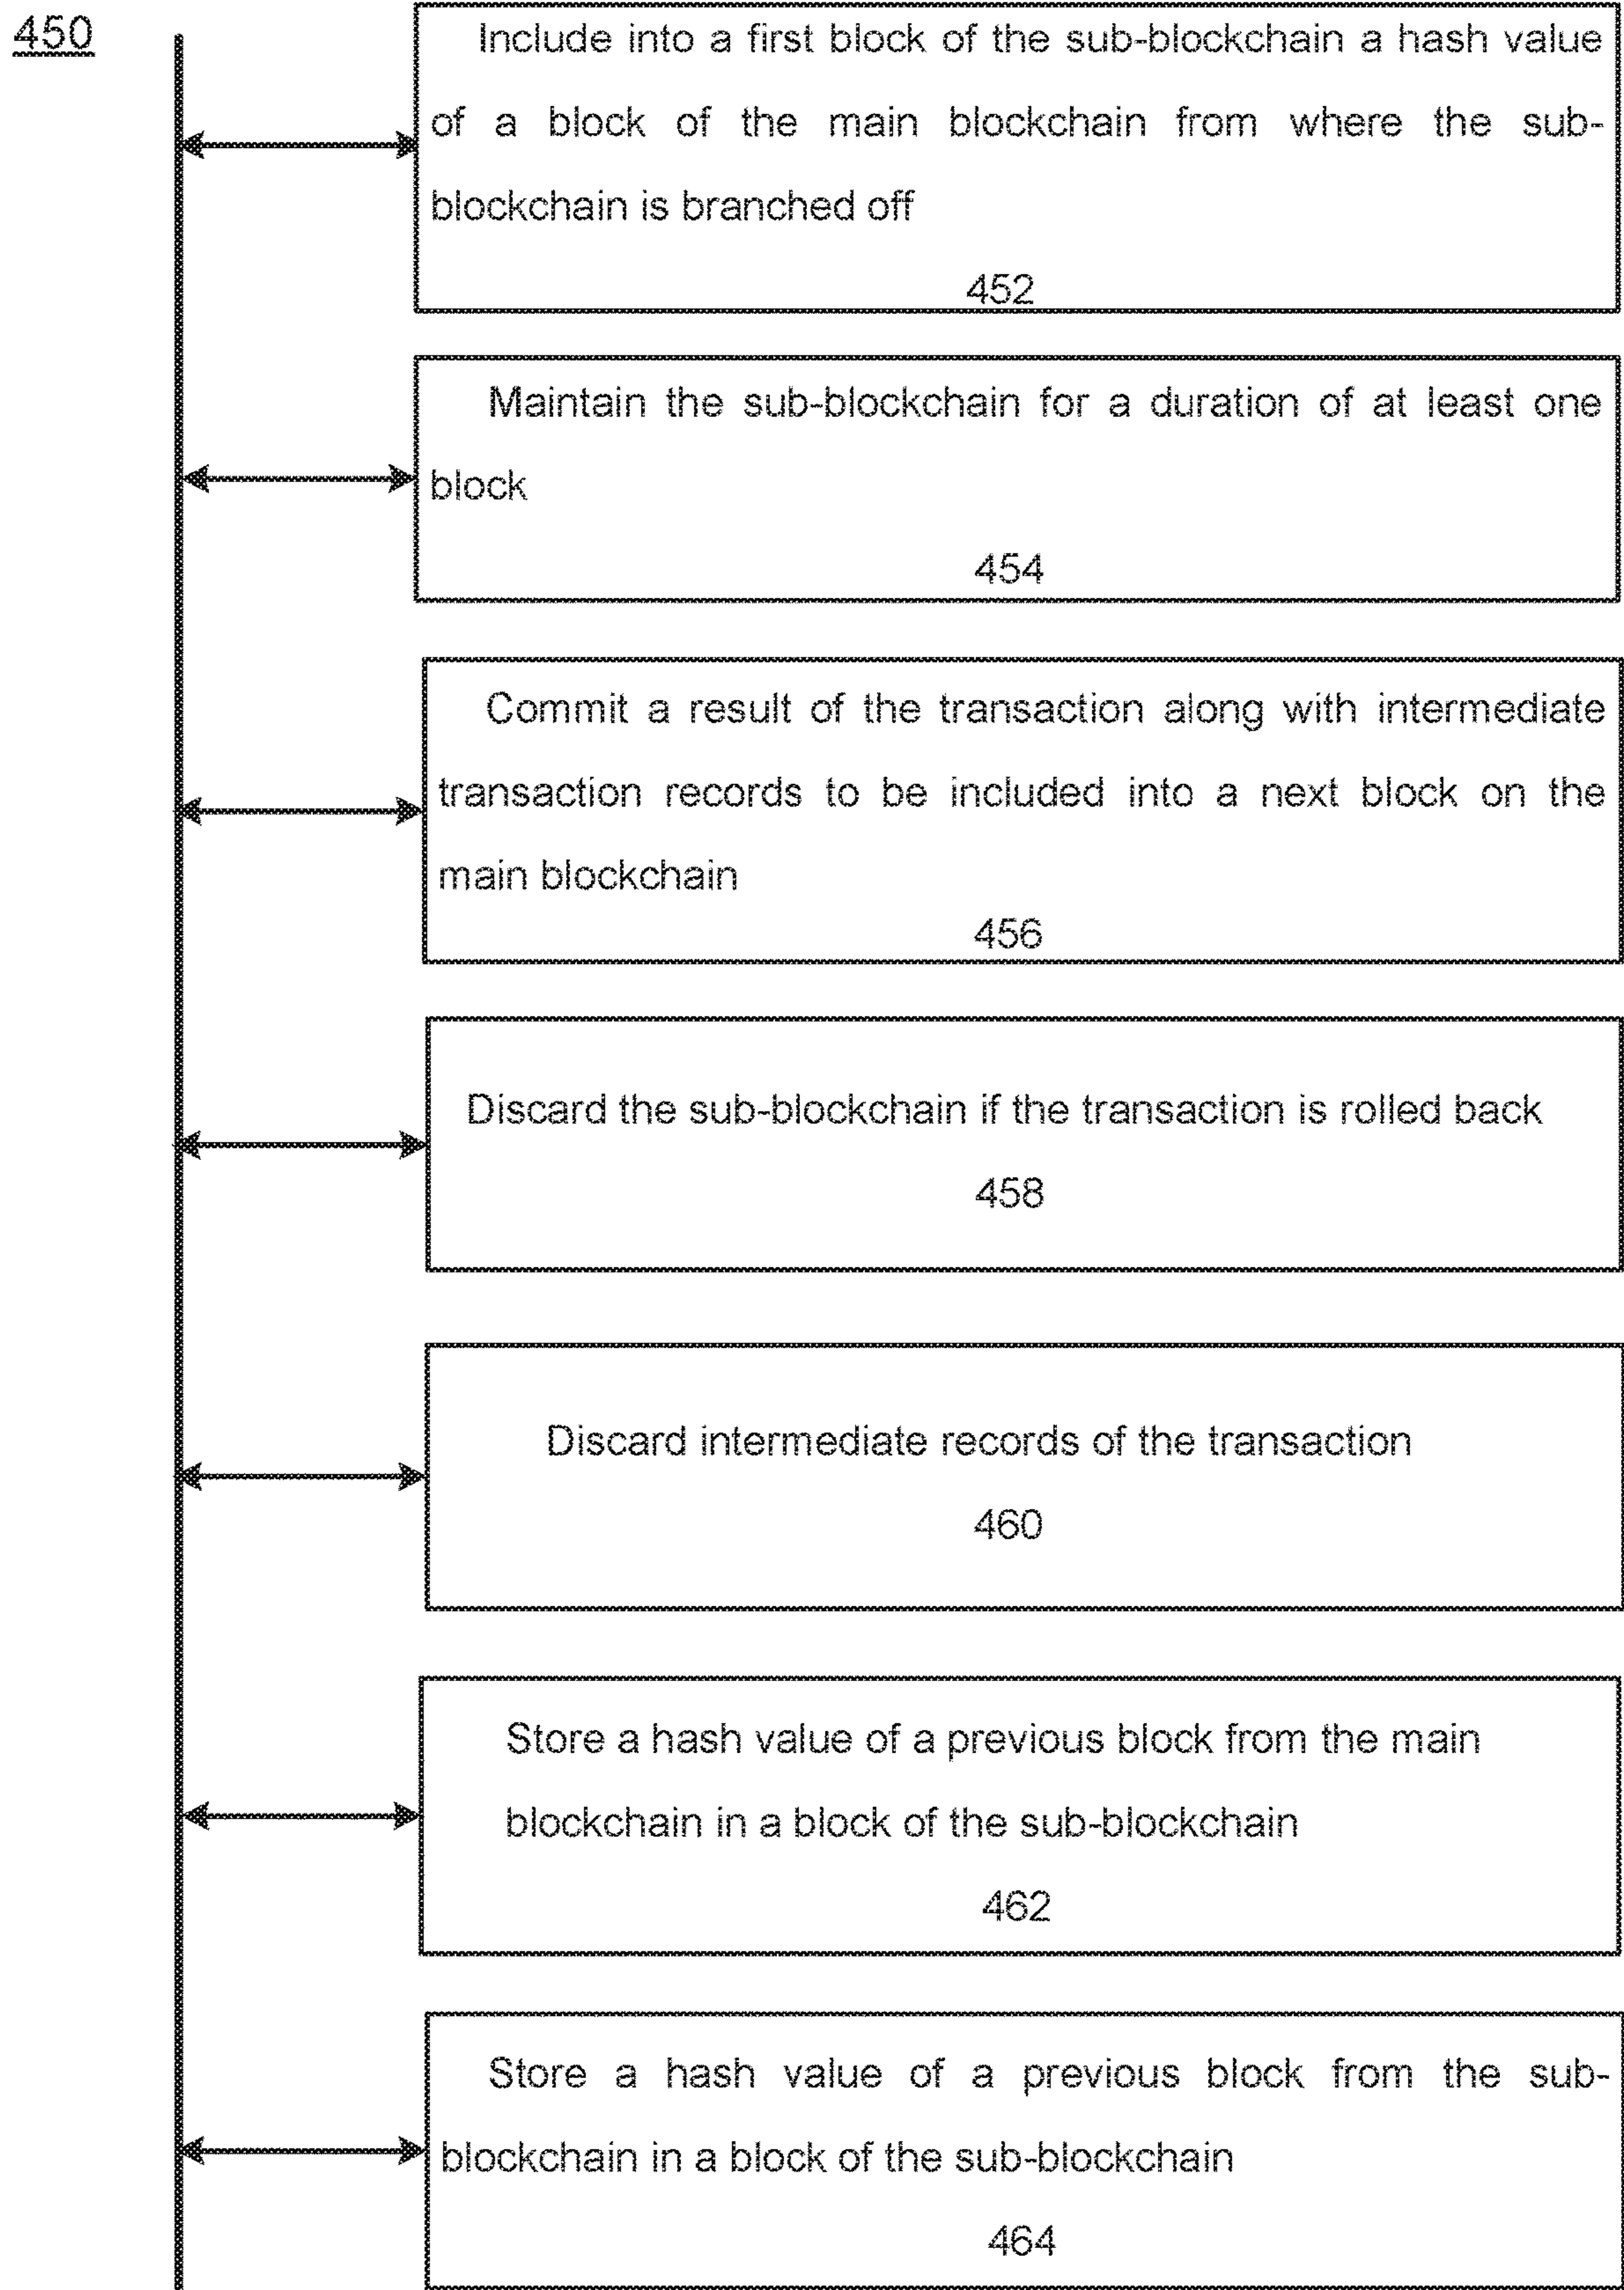 450
Include into a first block of the sub-blockchain a hash value
of a block of the main blockchain from where the sub-
blockchain is branched off
452
Maintain the sub-blockchain for a duration of at least one
block
454
Commit a result of the transaction along with intermediate
transaction records to be included into a next block on the
main blockchain
456
Discard the sub-blockchain if the transaction is rolled back
458
Discard intermediate records of the transaction
460
Store a hash value of a previous block from the main
blockchain in a block of the sub-blockchain
462
Store a hash value of a previous block from the sub-
blockchain in a block of the sub-blockchain
464